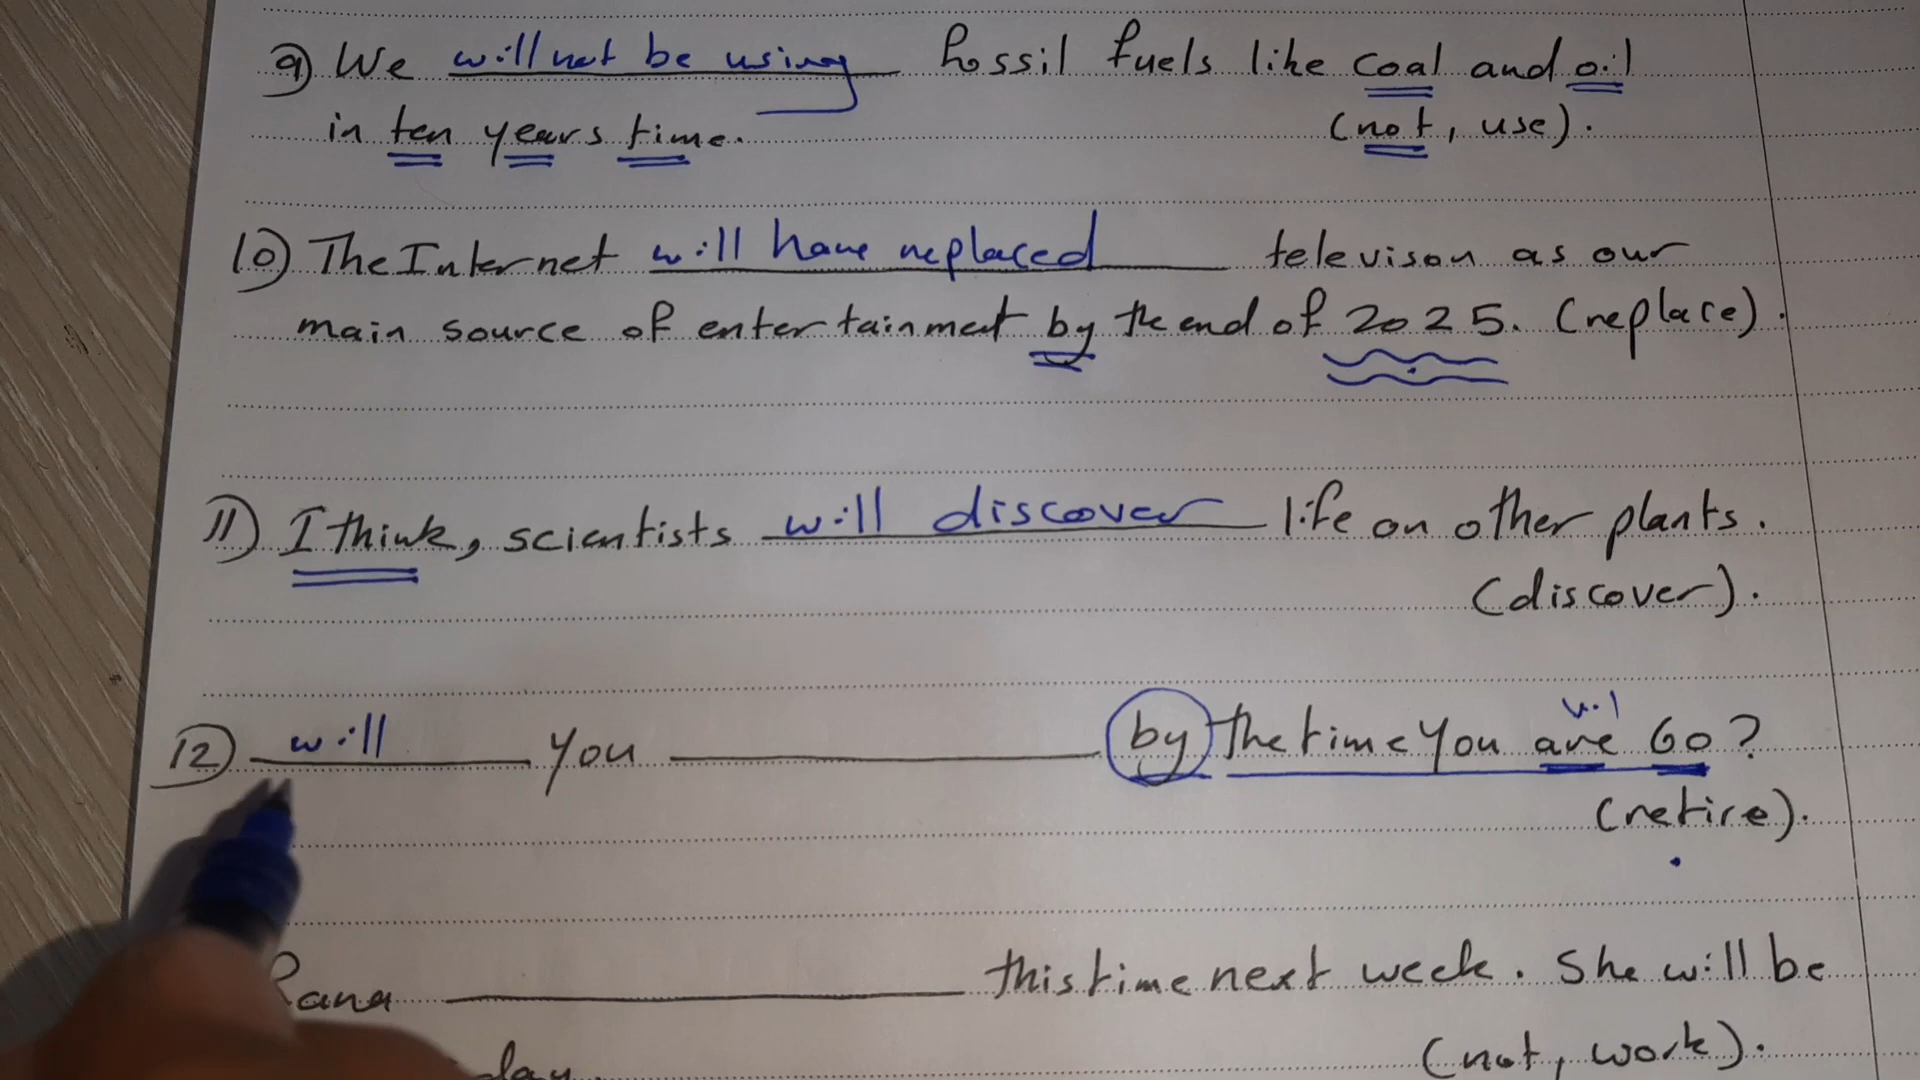 9) We will not be using fossil fuels like coal and oil
in ten years time. (not, use).
10) The Internet will have replaced televison as our
main source of entertainment by the end of 2025. (replace).
11) I think, scientists will discover life on other plants.
(discover).
will
12) will you by the time you are 60?
(retire).
Rana this time next week. She will be
day (not, work).